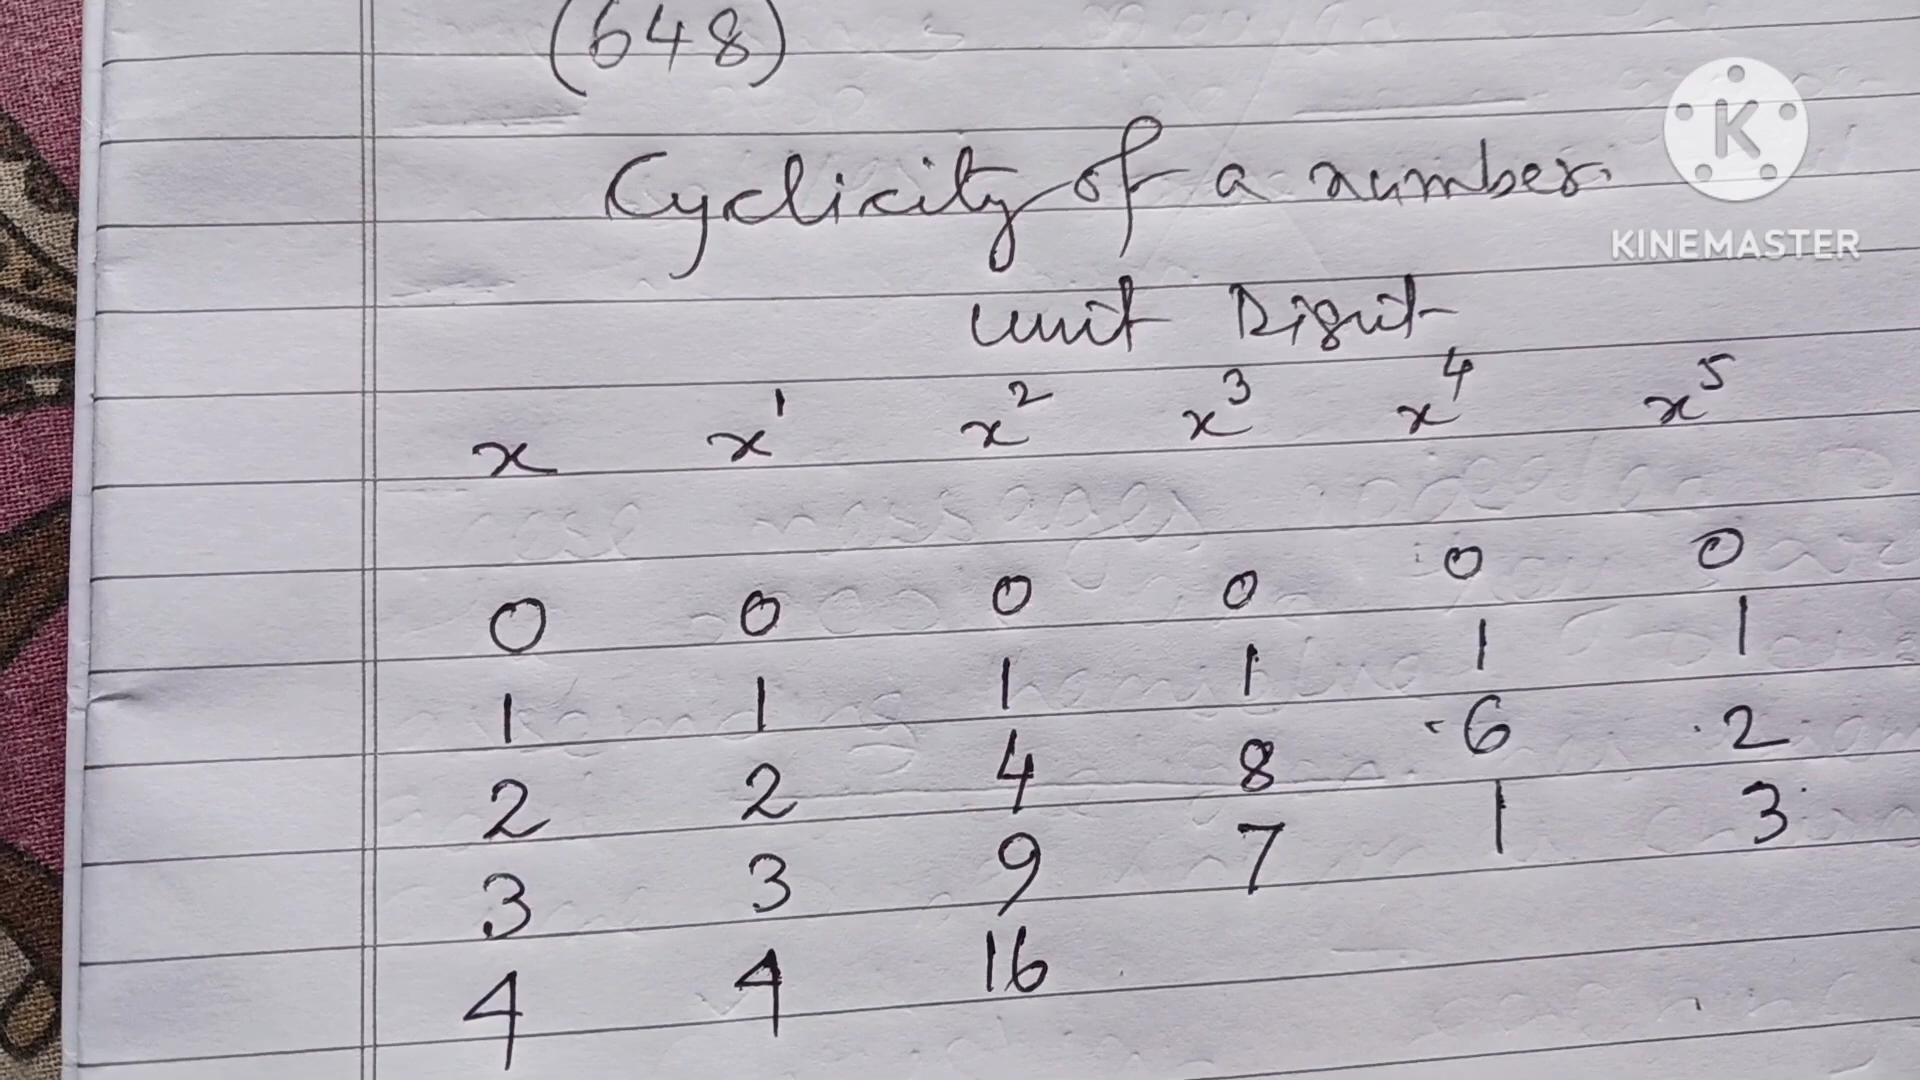 (648)
Cyclicity of a number.
KINEMASTER
Unit Digit
x x¹ x² x³ x⁴ x⁵
0 0 0 0 0 0
1 1 1 1 1 1
2 2 4 8 6 2
3 3 9 7 1 3
4 4 16